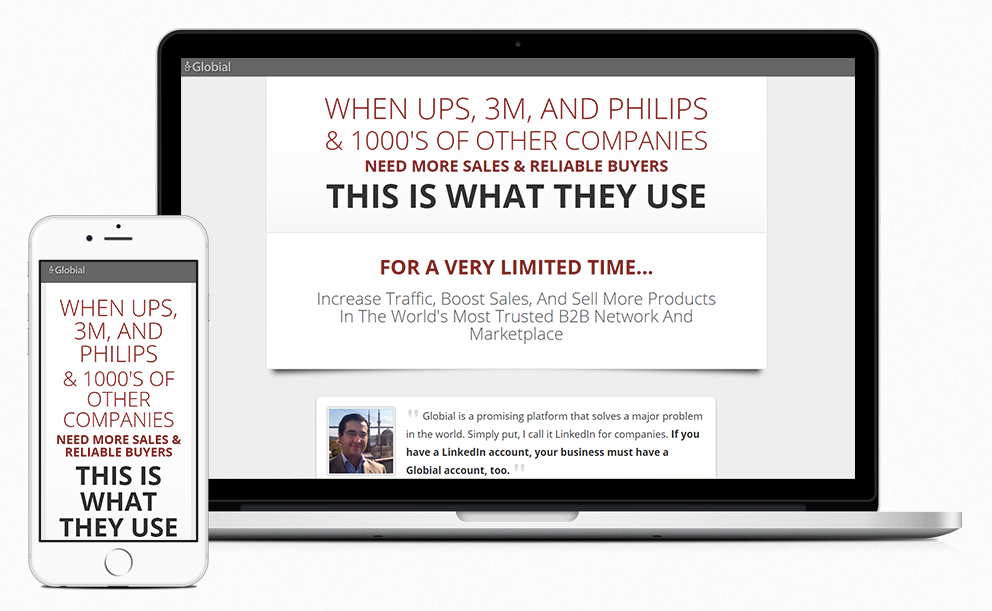 Globial
WHEN UPS, 3M, AND PHILIPS
& 1000'S OF OTHER COMPANIES
NEED MORE SALES & RELIABLE BUYERS
THIS IS WHAT THEY USE
FOR A VERY LIMITED TIME...
Increase Traffic, Boost Sales, And Sell More Products
In The World's Most Trusted B2B Network And
Marketplace
" Globial is a promising platform that solves a major problem
in the world. Simply put, I call it LinkedIn for companies. If you
have a LinkedIn account, your business must have a
Globial account, too. "
Globial
WHEN UPS,
3M, AND
PHILIPS
& 1000'S OF
OTHER
COMPANIES
NEED MORE SALES &
RELIABLE BUYERS
THIS IS
WHAT
THEY USE